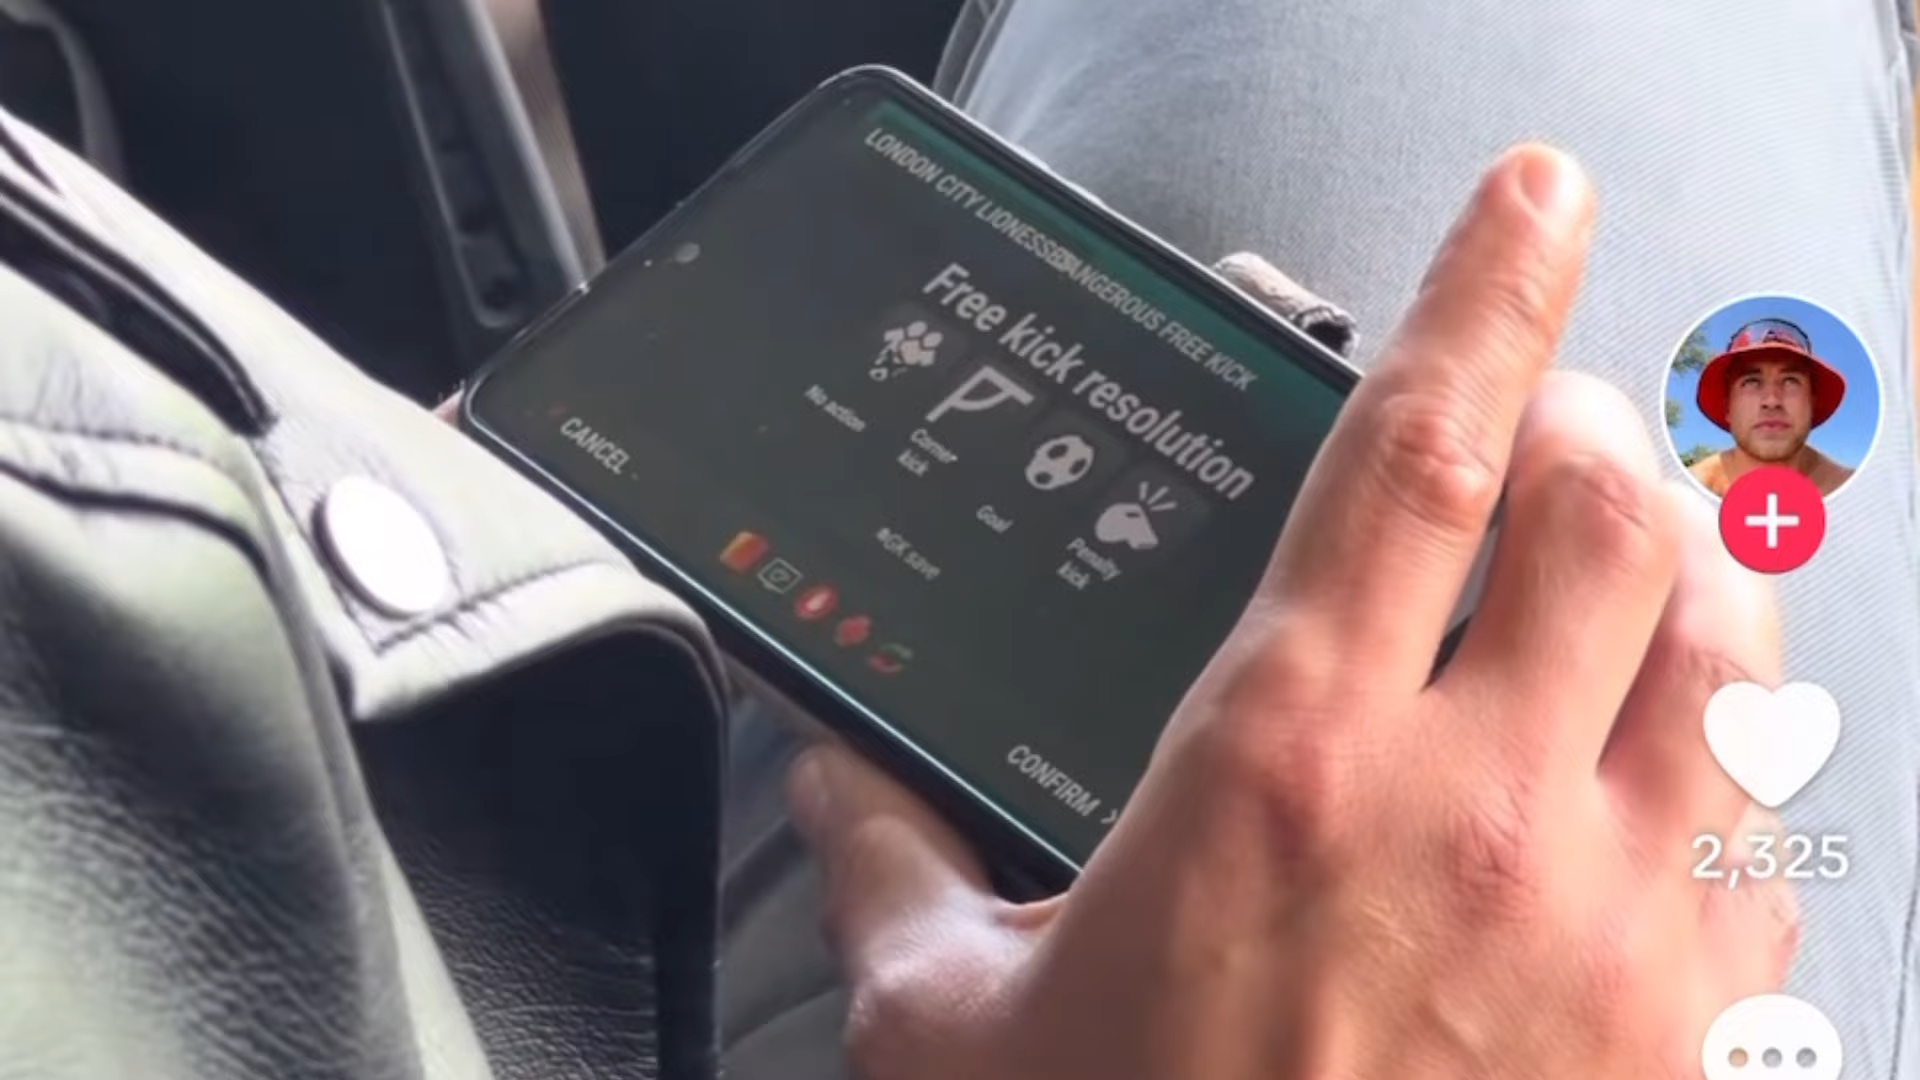 LONDON CITY LIONESSES
DANGEROUS FREE KICK
Free kick resolution
No action
Corner
kick
Goal
Penalty
kick
GK save
CANCEL
CONFIRM >
2,325